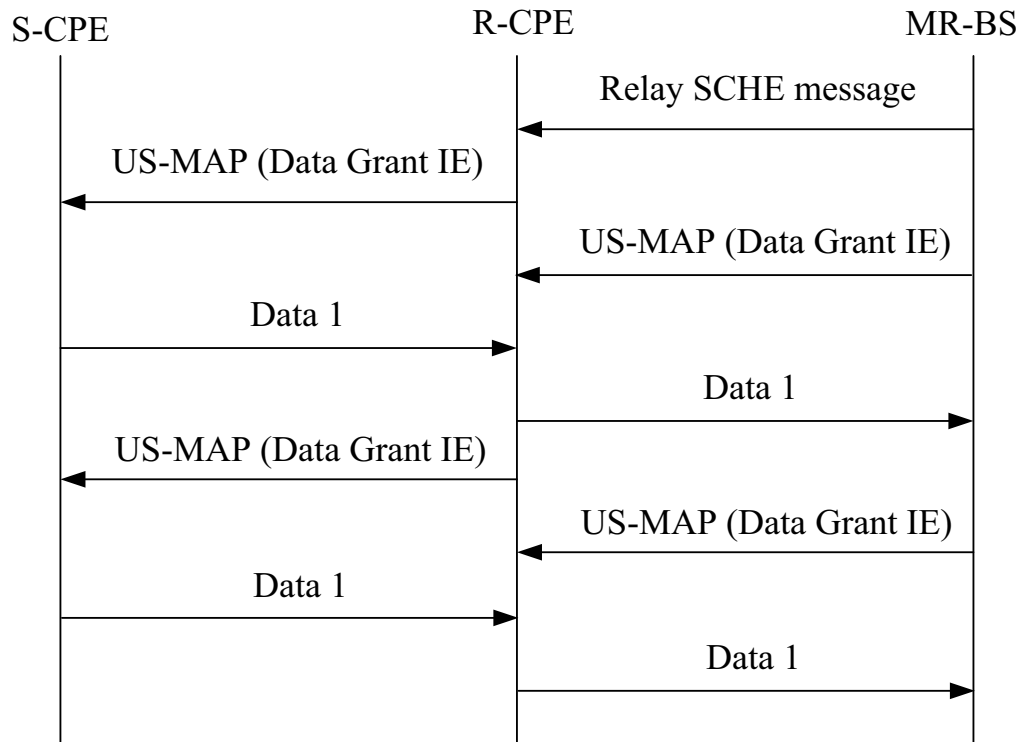 S-CPE
R-CPE
MR-BS
Relay SCHE message
US-MAP (Data Grant IE)
US-MAP (Data Grant IE)
Data 1
Data 1
US-MAP (Data Grant IE)
US-MAP (Data Grant IE)
Data 1
Data 1